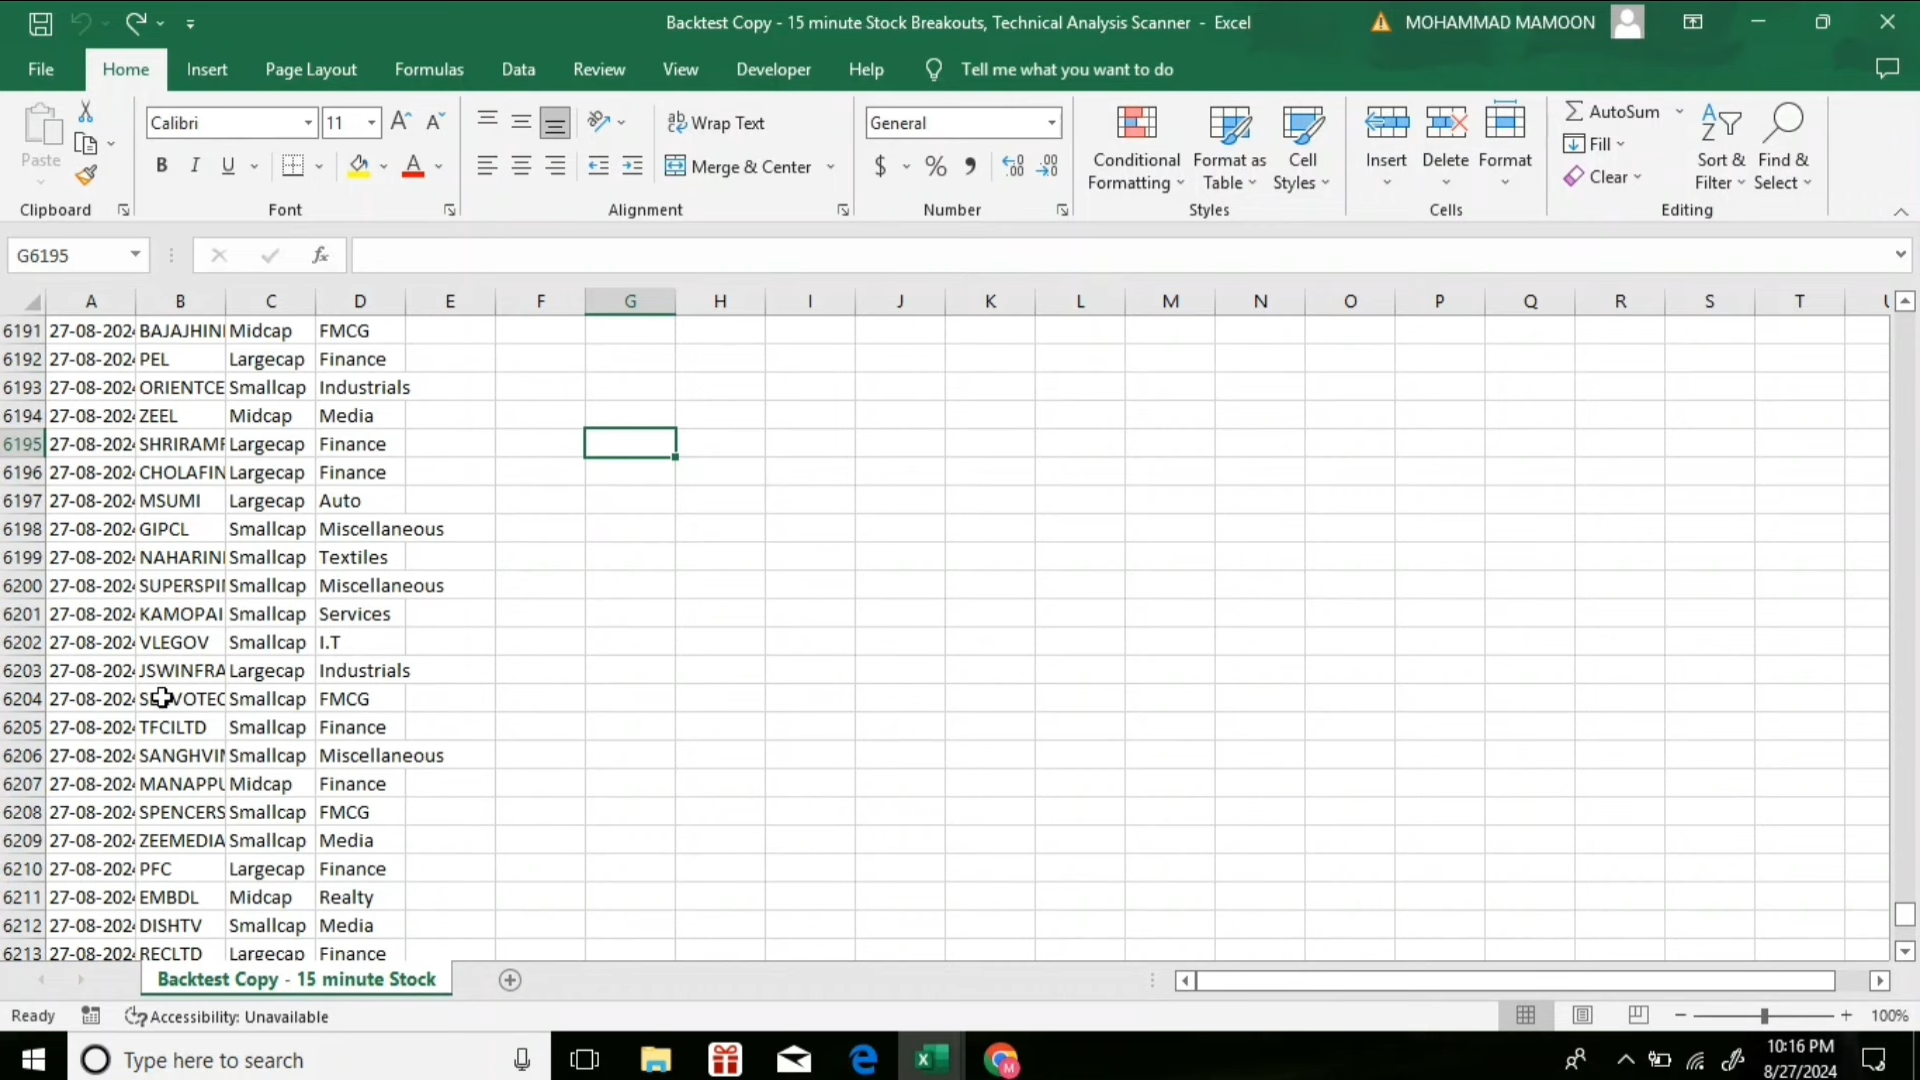 Backtest Copy - 15 minute Stock Breakouts, Technical Analysis Scanner - Excel
MOHAMMAD MAMOON
File Home Insert Page Layout Formulas Data Review View Developer Help Tell me what you want to do
Paste
Calibri 11
Wrap Text
General
Conditional Formatting
Format as Table
Cell Styles
Insert Delete Format
AutoSum
Fill
Clear
Sort & Filter
Find & Select
B I U
Merge & Center
$ % ,
Clipboard Font Alignment Number Styles Cells Editing
G6195 fx
A B C D E F G H I J K L M N O P Q R S T
6191 27-08-202 BAJAJHIN Midcap FMCG
6192 27-08-202 PEL Largecap Finance
6193 27-08-202 ORIENTCE Smallcap Industrials
6194 27-08-202 ZEEL Midcap Media
6195 27-08-202 SHRIRAMF Largecap Finance
6196 27-08-202 CHOLAFIN Largecap Finance
6197 27-08-202 MSUMI Largecap Auto
6198 27-08-202 GIPCL Smallcap Miscellaneous
6199 27-08-202 NAHARIN Smallcap Textiles
6200 27-08-202 SUPERSPI Smallcap Miscellaneous
6201 27-08-202 KAMOPAI Smallcap Services
6202 27-08-202 VLEGOV Smallcap I.T
6203 27-08-202 JSWINFRA Largecap Industrials
6204 27-08-202 Smallcap FMCG
6205 27-08-202 TFCILTD Smallcap Finance
6206 27-08-202 SANGHVI Smallcap Miscellaneous
6207 27-08-202 MANAPPU Midcap Finance
6208 27-08-202 SPENCERS Smallcap FMCG
6209 27-08-202 ZEEMEDIA Smallcap Media
6210 27-08-202 PFC Largecap Finance
6211 27-08-202 EMBDL Midcap Realty
6212 27-08-202 DISHTV Smallcap Media
6213 27-08-202 RECLTD Largecap Finance
Backtest Copy - 15 minute Stock
Ready Accessibility: Unavailable 100%
Type here to search
10:16 PM
8/27/2024